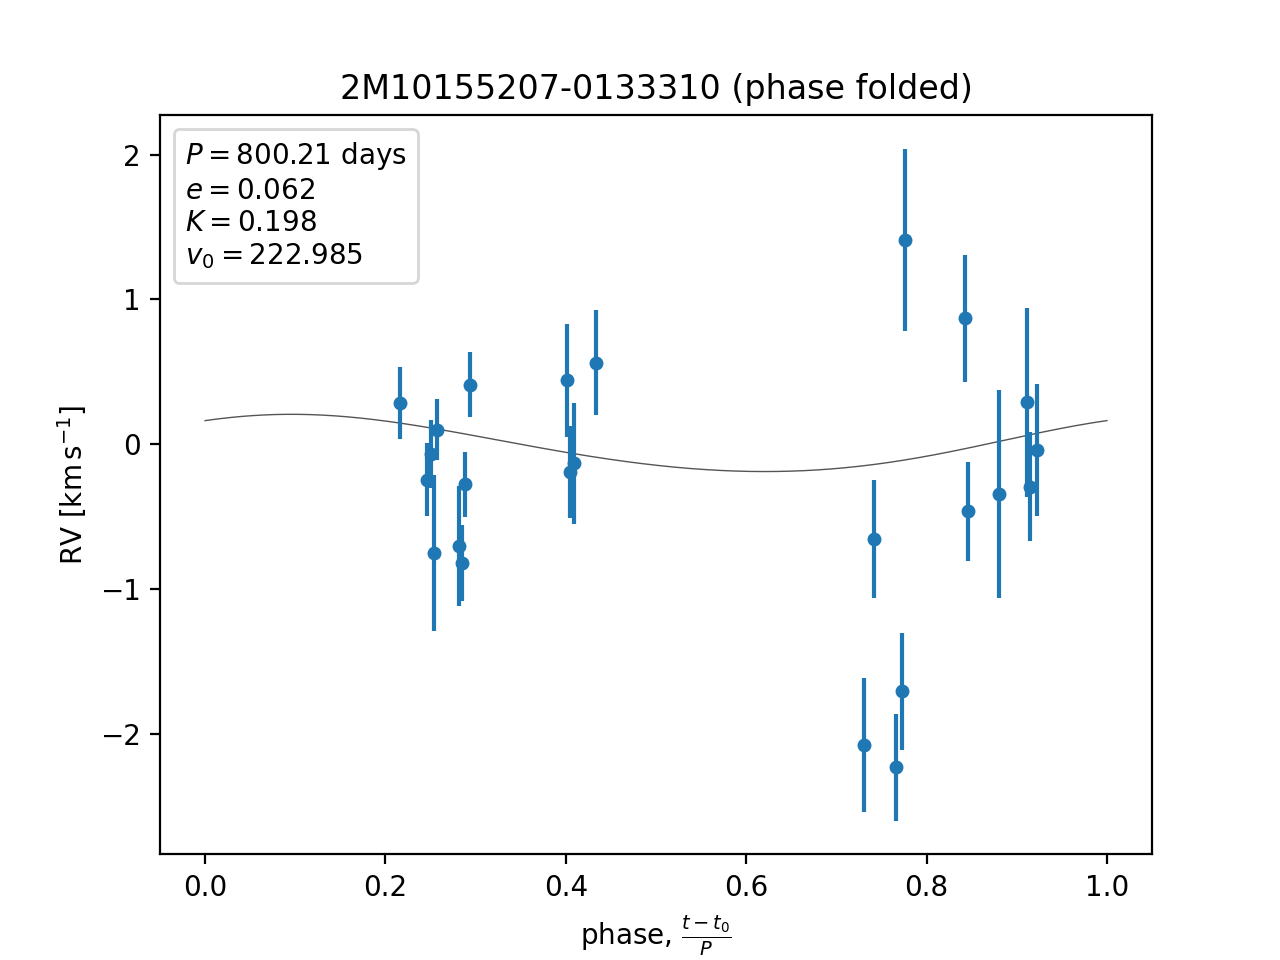 2M10155207-0133310 (phase folded)
P = 800.21 days
e = 0.062
K = 0.198
v₀ = 222.985
RV [km s⁻¹]
2
1
0
−1
−2
0.0 0.2 0.4 0.6 0.8 1.0
phase, (t − t₀)/P